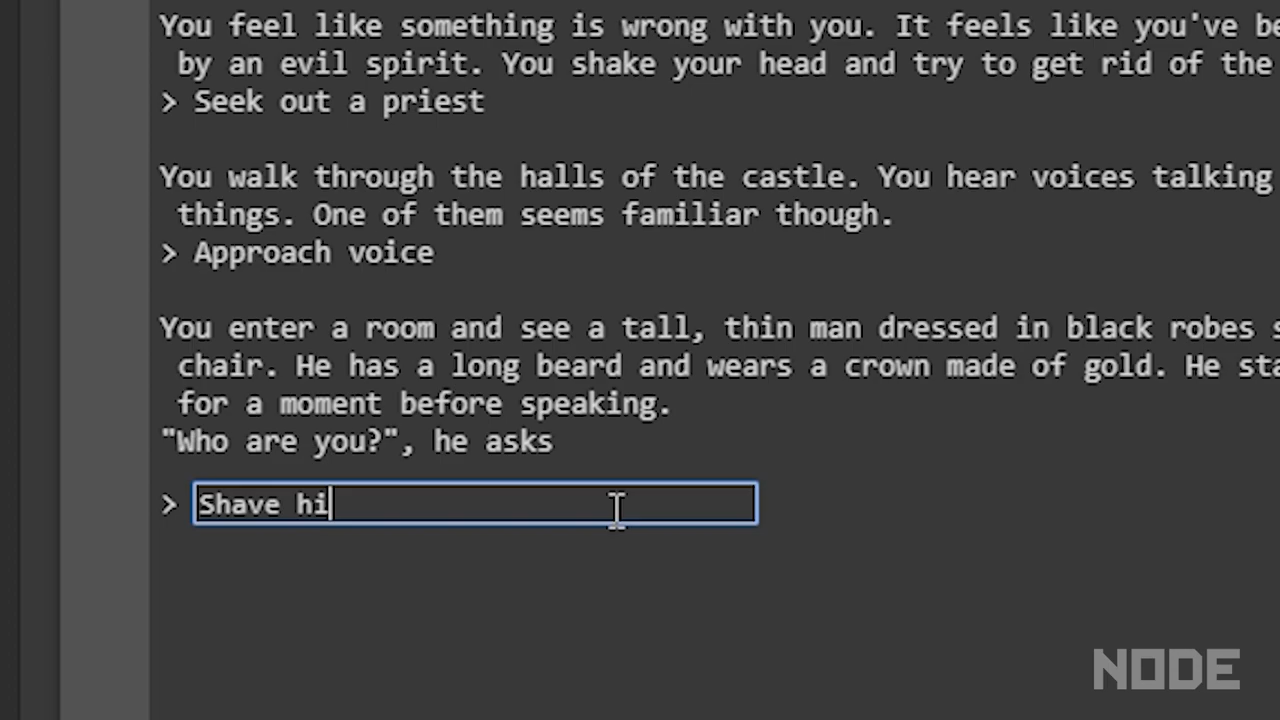 You feel like something is wrong with you. It feels like you've
by an evil spirit. You shake your head and try to get rid of the
> Seek out a priest
You walk through the halls of the castle. You hear voices talking
things. One of them seems familiar though.
> Approach voice
You enter a room and see a tall, thin man dressed in black robes
chair. He has a long beard and wears a crown made of gold. He
for a moment before speaking.
"Who are you?", he asks
> Shave hi
NODE